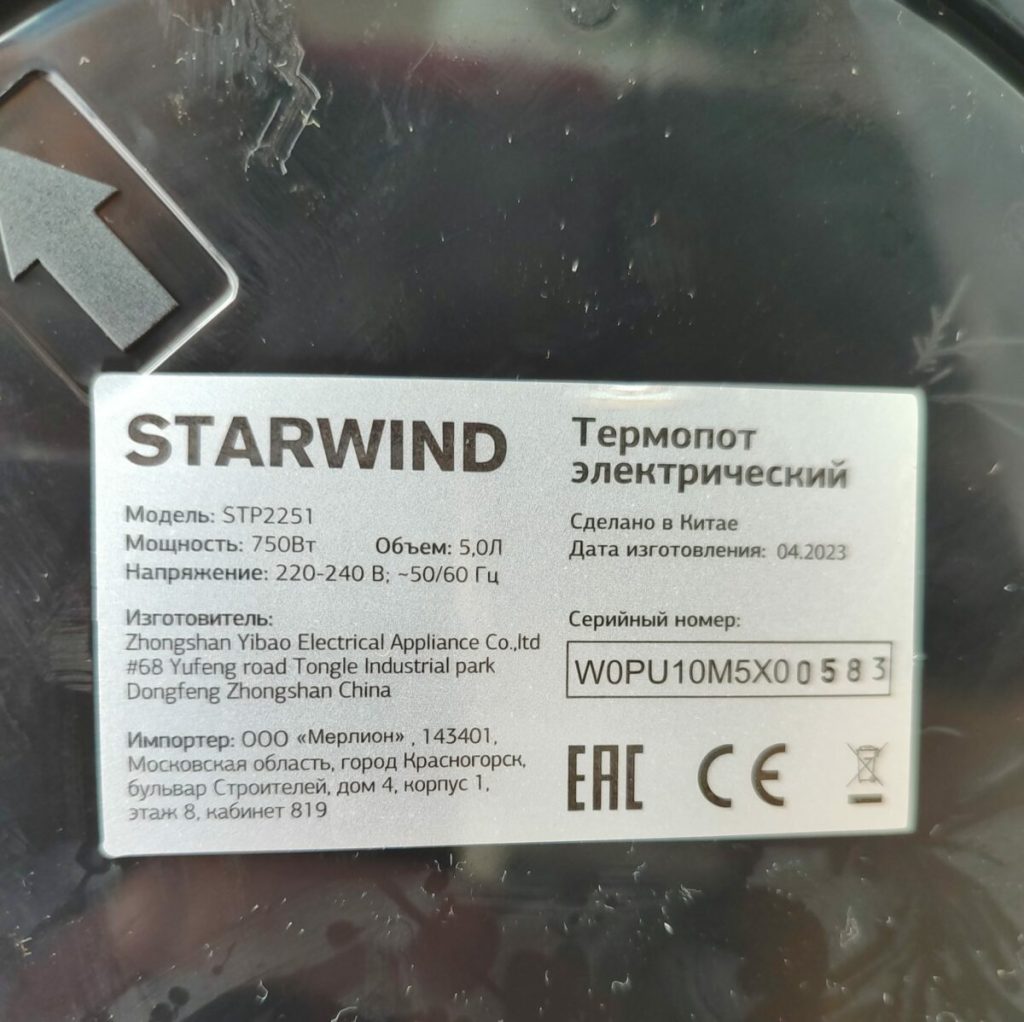 STARWIND
Модель: STP2251
Мощность: 750Вт Объем: 5,0Л
Напряжение: 220-240 В; ~50/60 Гц
Изготовитель:
Zhongshan Yibao Electrical Appliance Co.,ltd
#68 Yufeng road Tongle Industrial park
Dongfeng Zhongshan China
Импортер: ООО «Мерлион» , 143401,
Московская область, город Красногорск,
бульвар Строителей, дом 4, корпус 1,
этаж 8, кабинет 819
Термопот
электрический
Сделано в Китае
Дата изготовления: 04.2023
Серийный номер:
W0PU10M5X00583
EAC CE